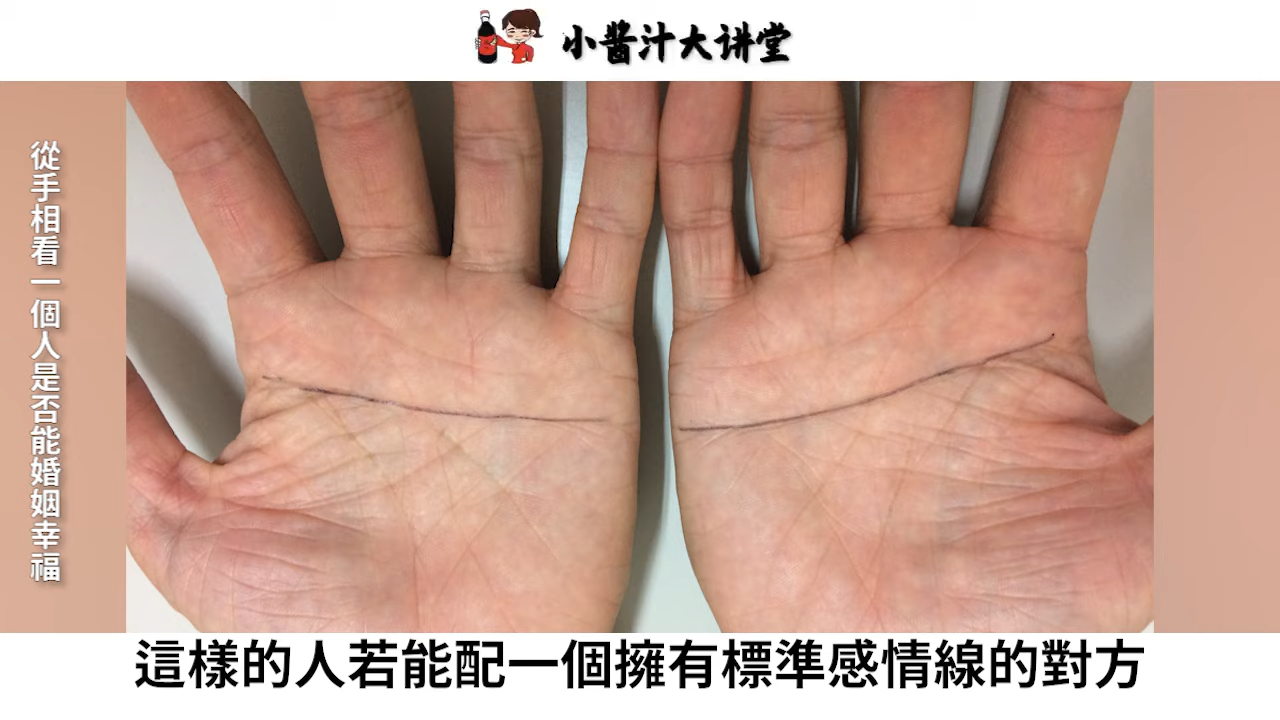 小酱汁大讲堂
從手相看一個人是否能婚姻幸福
這樣的人若能配一個擁有標準感情線的對方